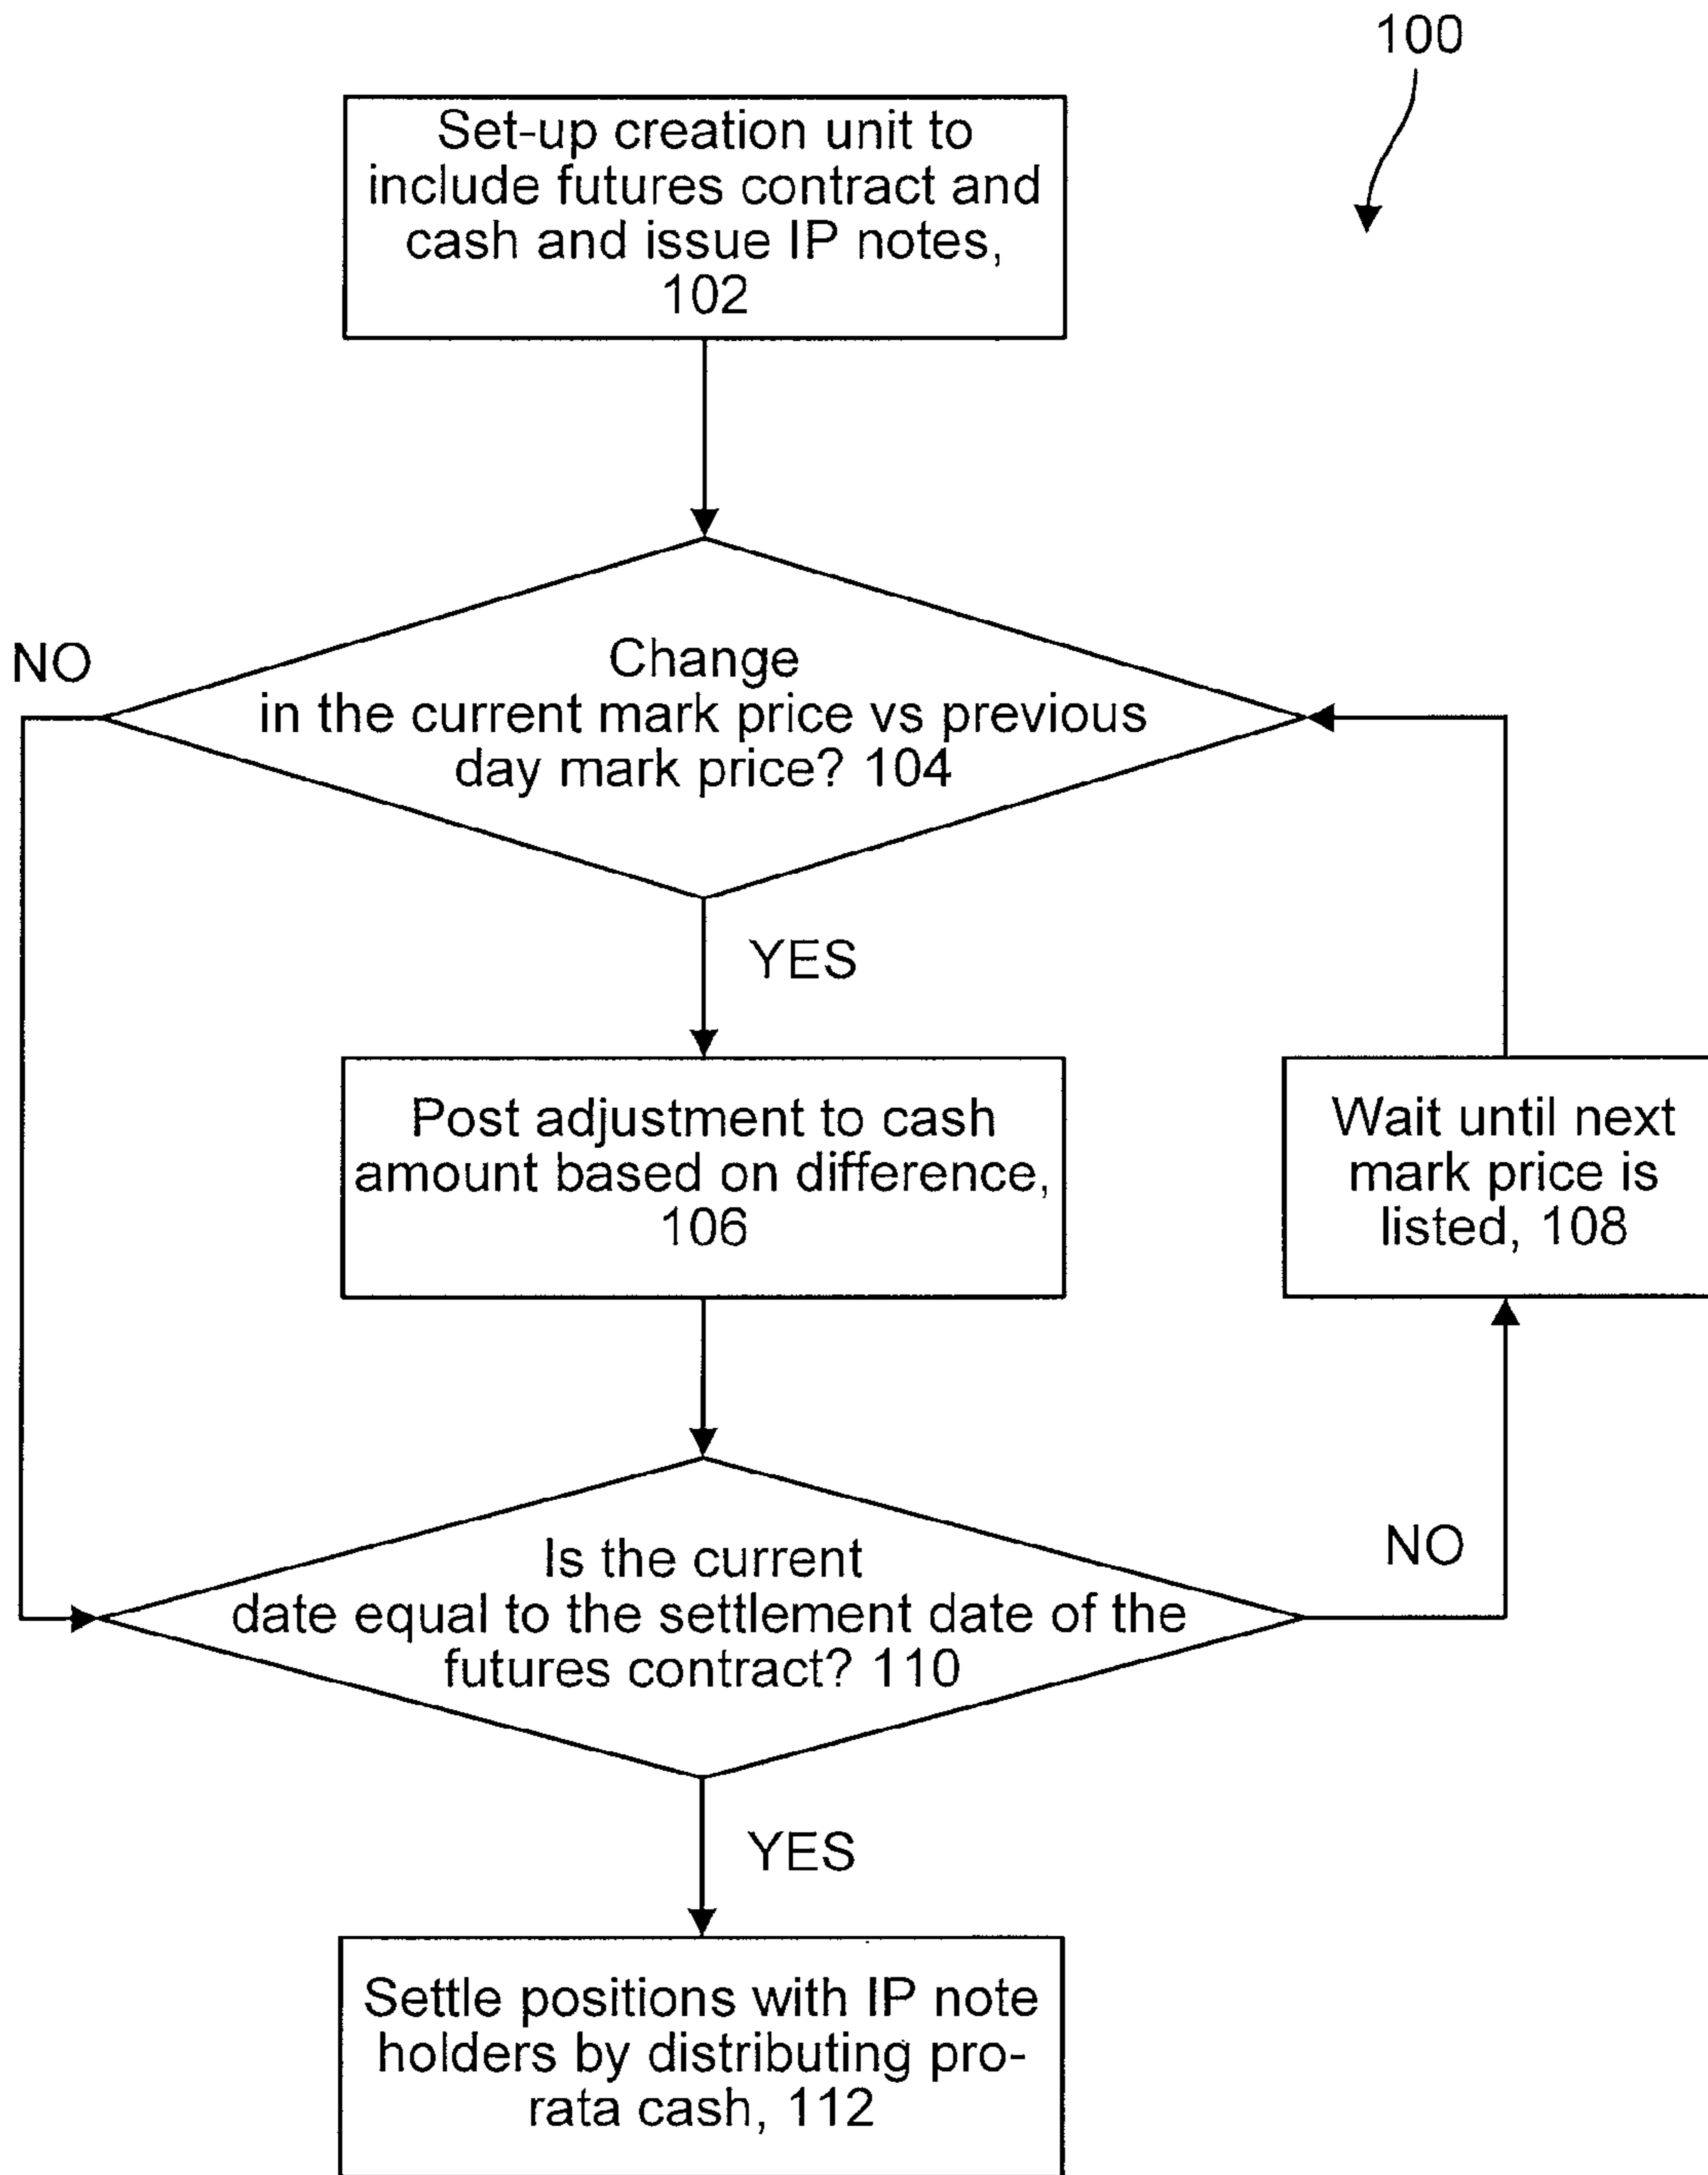 100
Set-up creation unit to
include futures contract and
cash and issue IP notes,
102
NO
Change
in the current mark price vs previous
day mark price? 104
YES
Post adjustment to cash
amount based on difference,
106
Wait until next
mark price is
listed, 108
Is the current
date equal to the settlement date of the
futures contract? 110
NO
YES
Settle positions with IP note
holders by distributing pro-
rata cash, 112